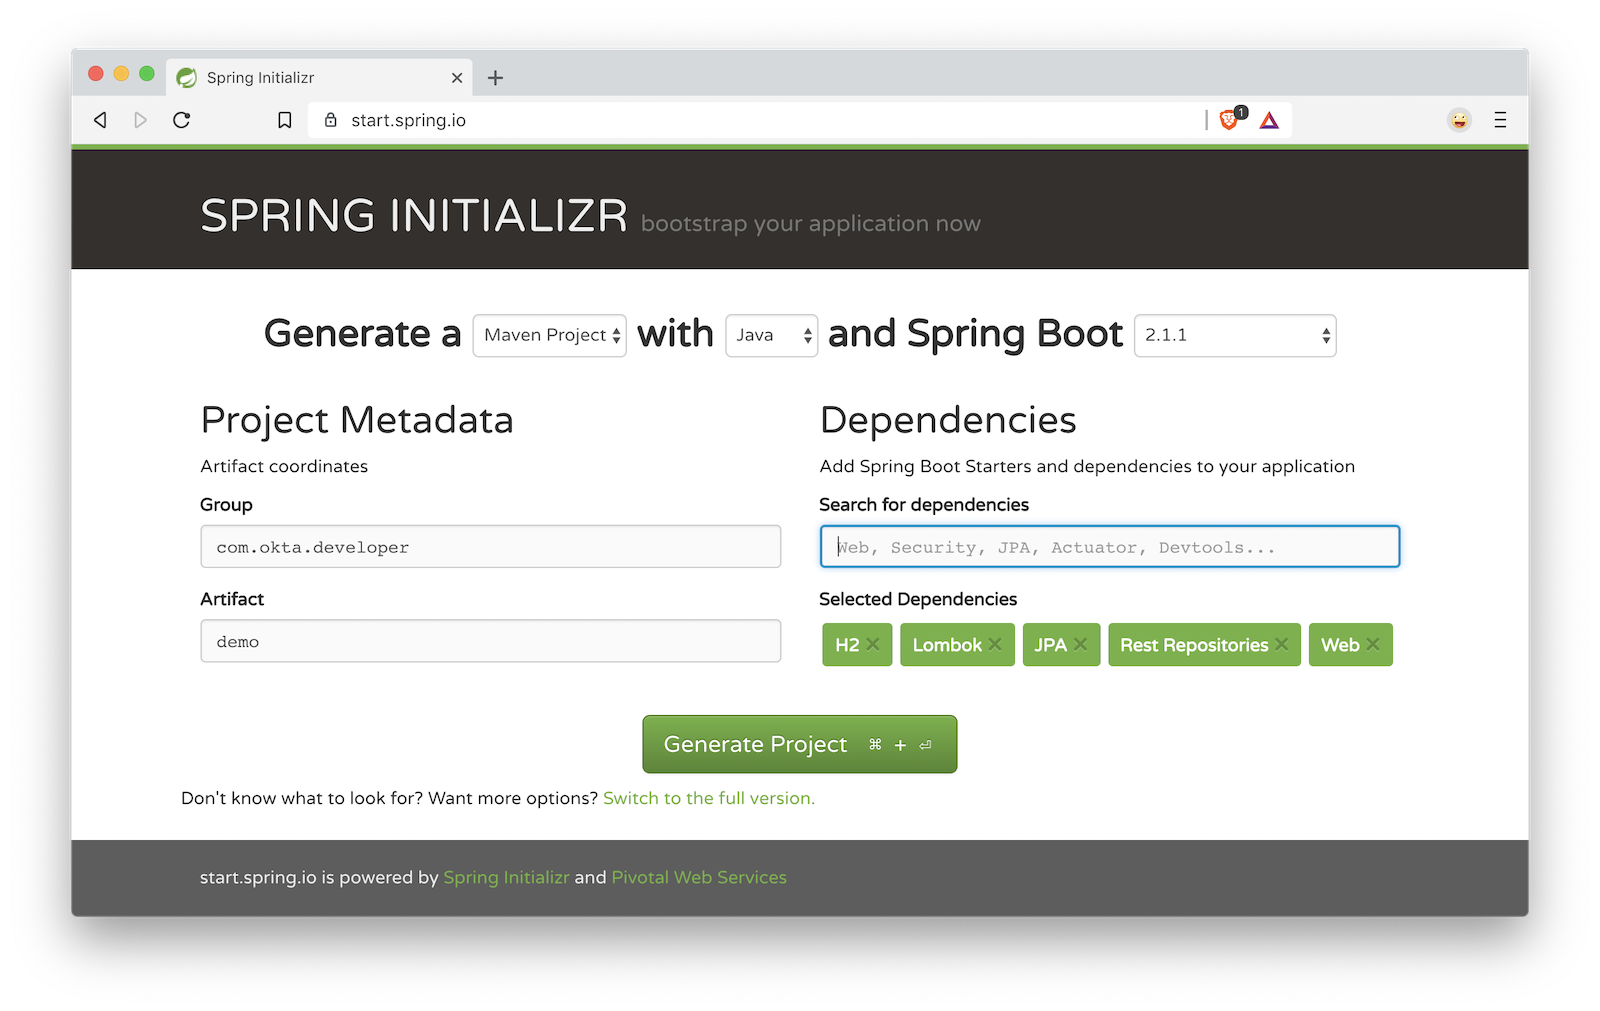 Spring Initializr
start.spring.io
1
SPRING INITIALIZR bootstrap your application now
Generate a Maven Project with Java and Spring Boot 2.1.1
Project Metadata
Artifact coordinates
Group
com.okta.developer
Artifact
demo
Dependencies
Add Spring Boot Starters and dependencies to your application
Search for dependencies
Web, Security, JPA, Actuator, Devtools...
Selected Dependencies
H2 Lombok JPA Rest Repositories Web
Generate Project ⌘ + ⏎
Don't know what to look for? Want more options? Switch to the full version.
start.spring.io is powered by Spring Initializr and Pivotal Web Services